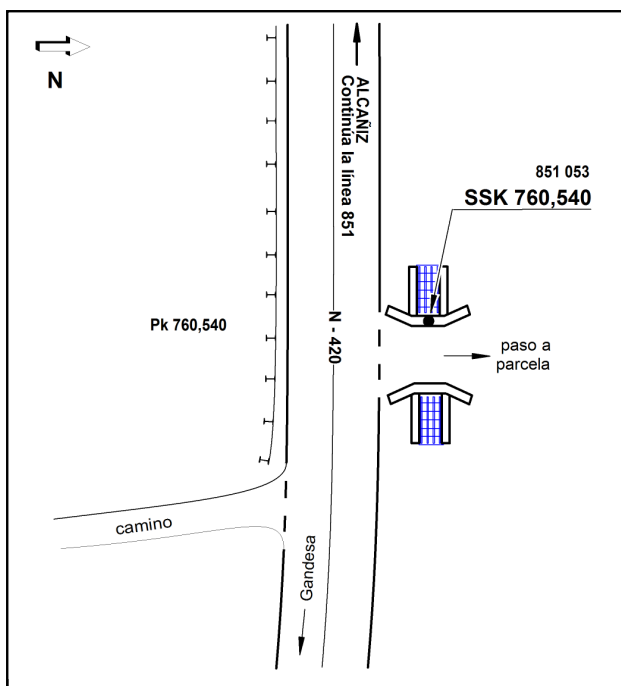 N
ALCAÑIZ
Continúa la línea 851
851 053
SSK 760,540
Pk 760,540
N - 420
paso a
parcela
camino
Gandesa